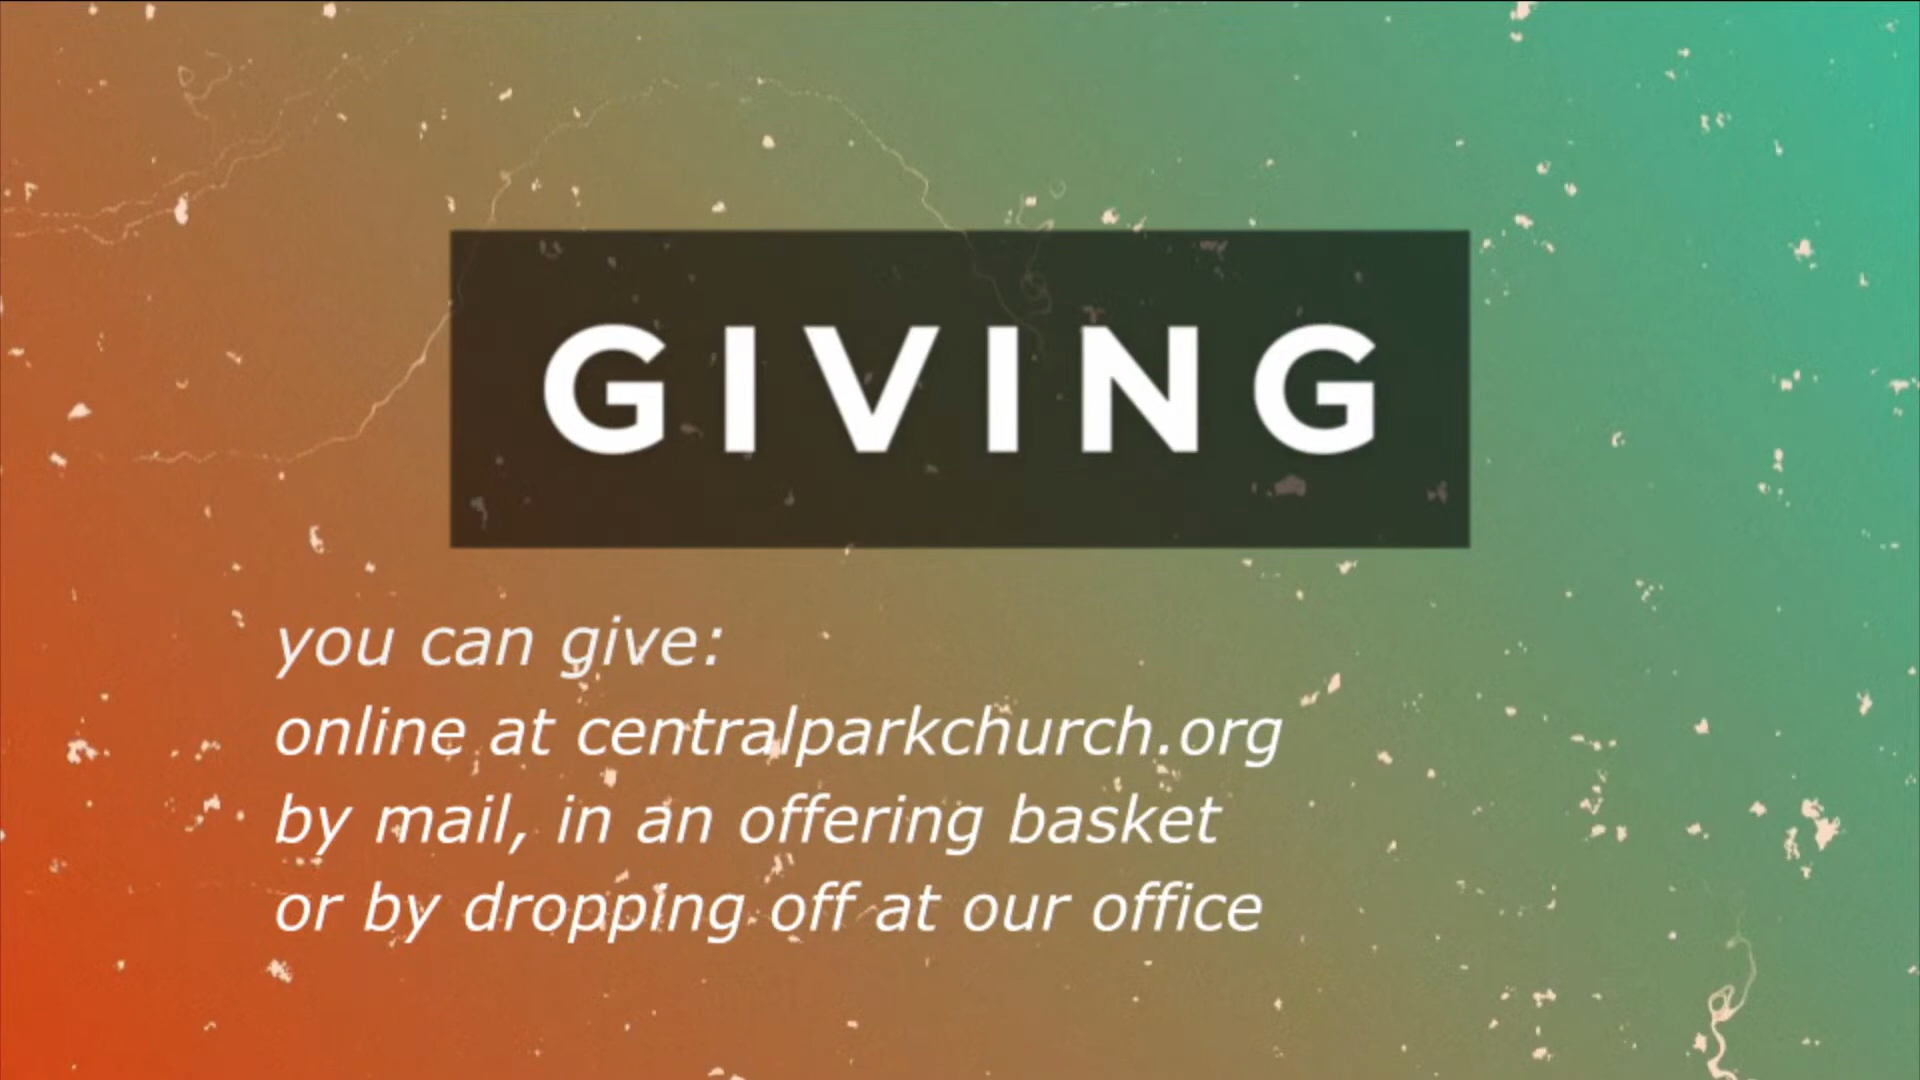 GIVING
you can give:
online at centralparkchurch.org
by mail, in an offering basket
or by dropping off at our office